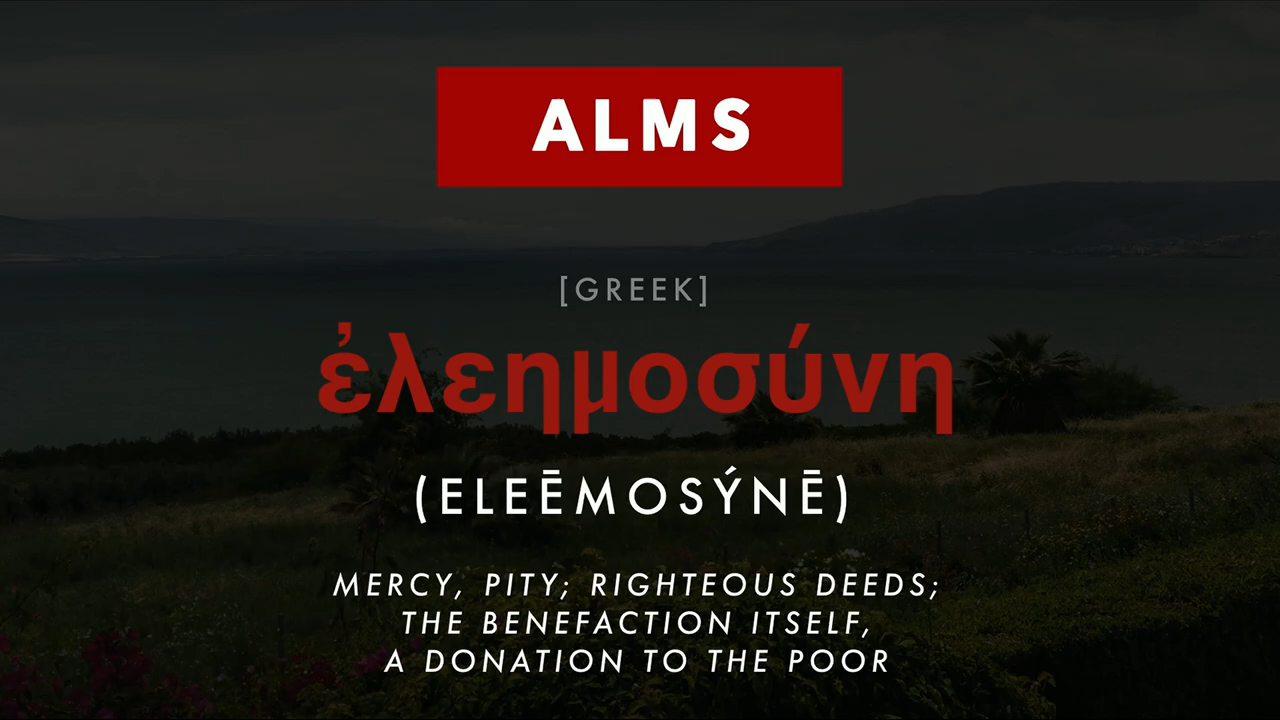 ALMS
[GREEK]
ἐλεημοσύνη
(ELEĒMOSÝNĒ)
MERCY, PITY; RIGHTEOUS DEEDS;
THE BENEFACTION ITSELF,
A DONATION TO THE POOR